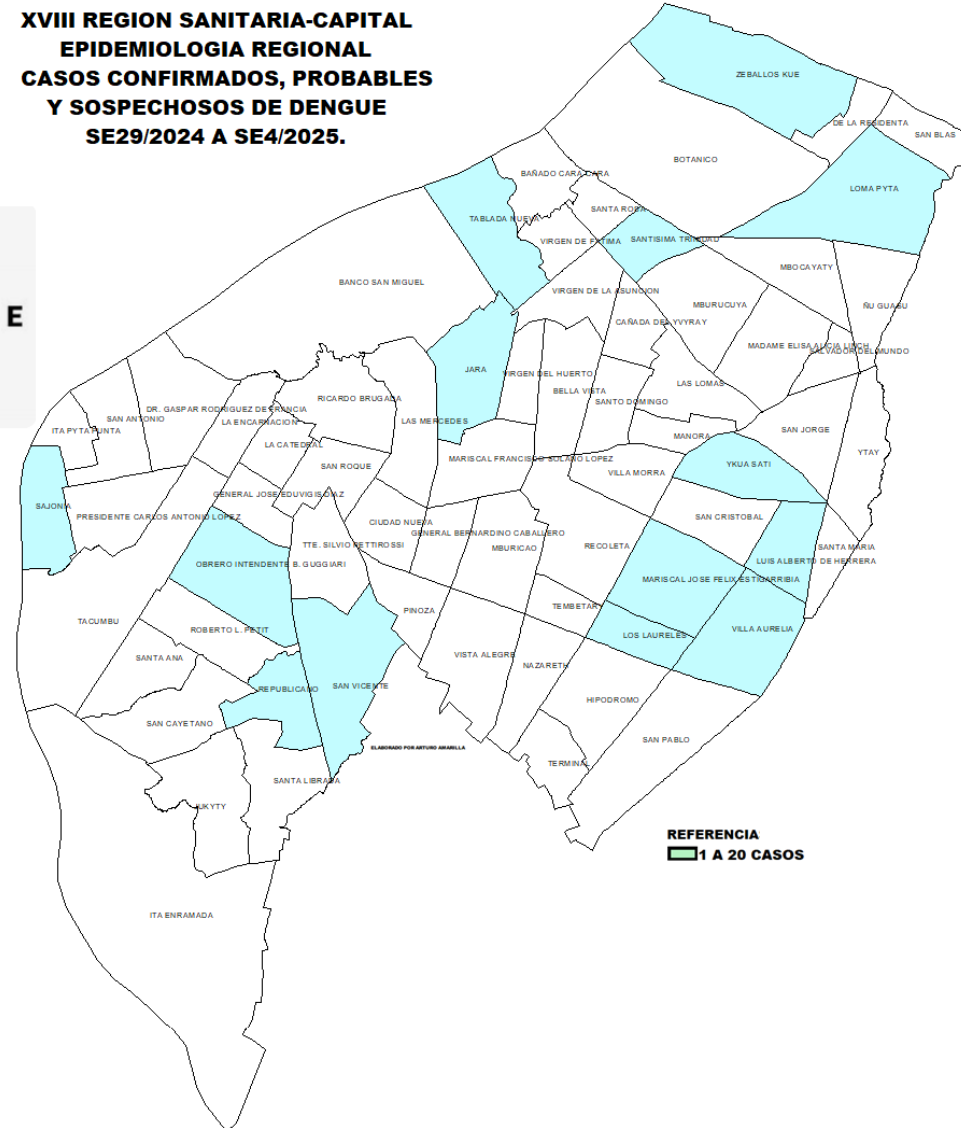 XVIII REGION SANITARIA-CAPITAL
EPIDEMIOLOGIA REGIONAL
CASOS CONFIRMADOS, PROBABLES
Y SOSPECHOSOS DE DENGUE
SE29/2024 A SE4/2025.
ZEBALLOS KUE
DE LA RESIDENTA
SAN BLAS
BOTANICO
BAÑADO CARA CARA
LOMA PYTA
SANTA ROSA
TABLADA NUEVA
VIRGEN DE FATIMA
SANTISIMA TRINIDAD
MBOCAYATY
BANCO SAN MIGUEL
VIRGEN DE LA ASUNCION
MBURUCUYA
ÑU GUASU
E
CAÑADA DEL YVYRAY
MADAME ELISA ALICIA LINCH
SALVADOR DEL MUNDO
JARA
VIRGEN DEL HUERTO
LAS LOMAS
BELLA VISTA
RICARDO BRUGADA
SANTO DOMINGO
DR. GASPAR RODRIGUEZ DE FRANCIA
SAN ANTONIO
LA ENCARNACION
LAS MERCEDES
ITA PYTA PUNTA
SAN JORGE
MANORA
LA CATEDRAL
YTAY
MARISCAL FRANCISCO SOLANO LOPEZ
SAN ROQUE
YKUA SATI
VILLA MORRA
GENERAL JOSE EDUVIGIS DIAZ
SAJONIA
PRESIDENTE CARLOS ANTONIO LOPEZ
SAN CRISTOBAL
CIUDAD NUEVA
GENERAL BERNARDINO CABALLERO
TTE. SILVIO PETTIROSSI
RECOLETA
MBURICAO
SANTA MARIA
OBRERO INTENDENTE B. GUGGIARI
LUIS ALBERTO DE HERRERA
MARISCAL JOSE FELIX ESTIGARRIBIA
TEMBETARY
PINOZA
TACUMBU
ROBERTO L. PETIT
VILLA AURELIA
LOS LAURELES
SANTA ANA
VISTA ALEGRE
NAZARETH
REPUBLICANO
SAN VICENTE
HIPODROMO
SAN CAYETANO
SAN PABLO
ELABORADO POR ARTURO AMARILLA
TERMINAL
SANTA LIBRADA
JUKYTY
REFERENCIA
1 A 20 CASOS
ITA ENRAMADA